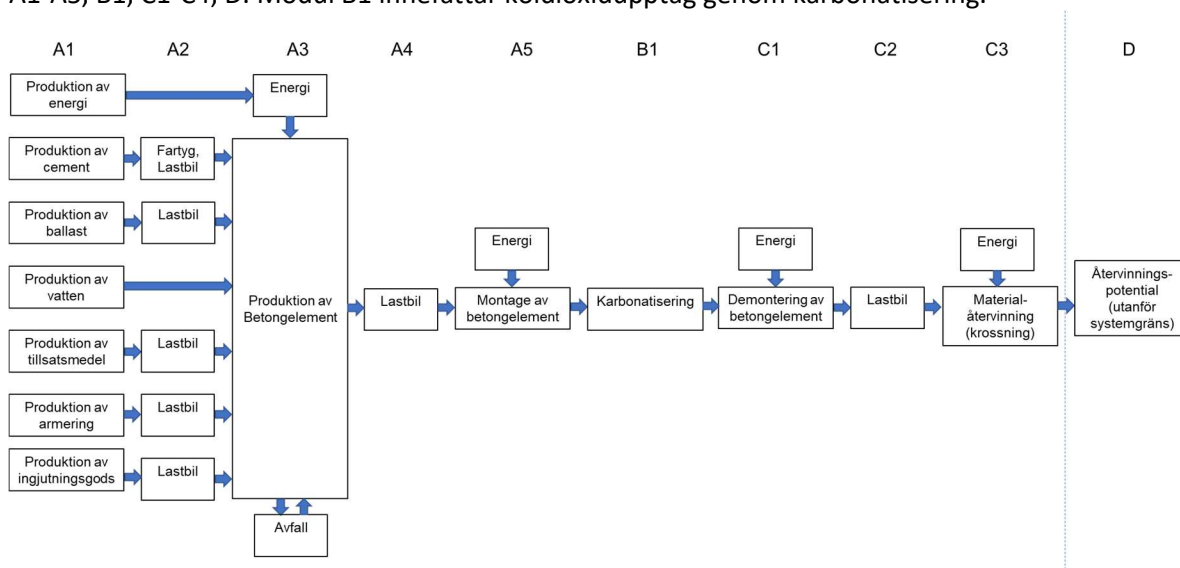 A1-A5, B1, C1-C4, D. Modul B1 innefattar koldioxidupptag genom karbonatisering.
A1 A2 A3 A4 A5 B1 C1 C2 C3 D
Produktion av
energi
Energi
Produktion av
cement
Fartyg,
Lastbil
Produktion av
ballast
Lastbil
Produktion av
vatten
Produktion av
tillsatsmedel
Lastbil
Produktion av
armering
Lastbil
Produktion av
ingjutningsgods
Lastbil
Produktion av
Betongelement
Avfall
Lastbil
Energi
Montage av
betongelement
Karbonatisering
Energi
Demontering av
betongelement
Lastbil
Energi
Material-
återvinning
(krossning)
Återvinnings-
potential
(utanför
systemgräns)